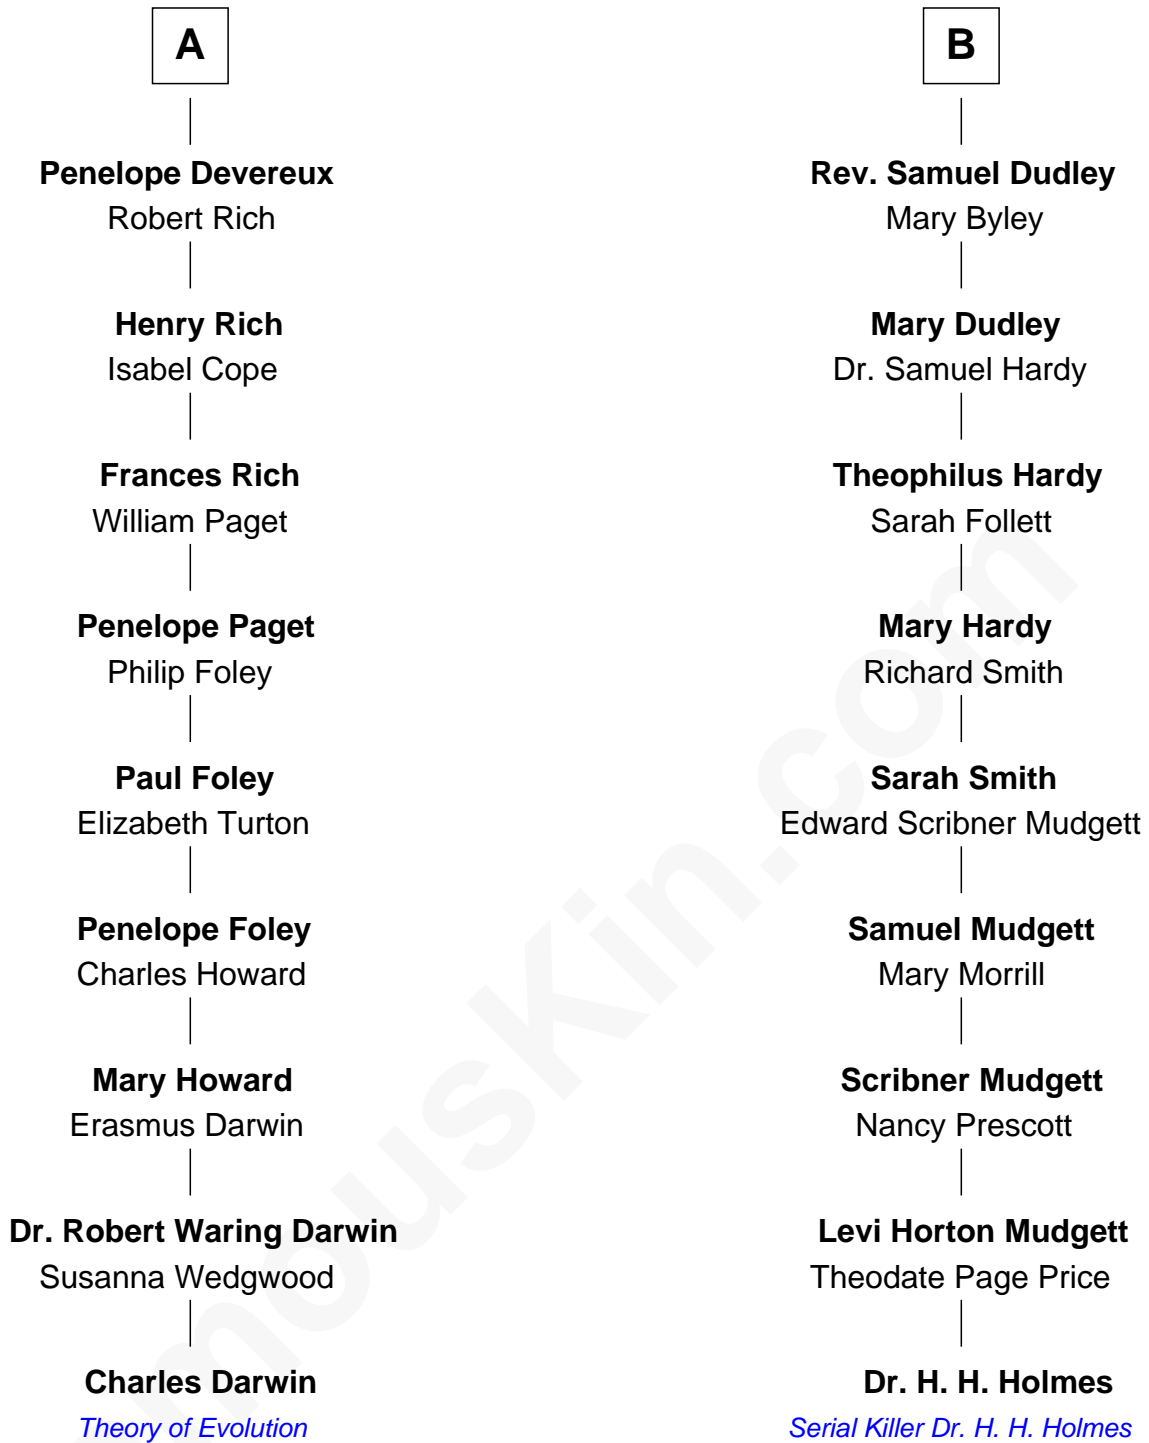 A
Penelope Devereux
Robert Rich
Henry Rich
Isabel Cope
Frances Rich
William Paget
Penelope Paget
Philip Foley
Paul Foley
Elizabeth Turton
Penelope Foley
Charles Howard
Mary Howard
Erasmus Darwin
Dr. Robert Waring Darwin
Susanna Wedgwood
Charles Darwin
Theory of Evolution
B
Rev. Samuel Dudley
Mary Byley
Mary Dudley
Dr. Samuel Hardy
Theophilus Hardy
Sarah Follett
Mary Hardy
Richard Smith
Sarah Smith
Edward Scribner Mudgett
Samuel Mudgett
Mary Morrill
Scribner Mudgett
Nancy Prescott
Levi Horton Mudgett
Theodate Page Price
Dr. H. H. Holmes
Serial Killer Dr. H. H. Holmes
mousKin.com